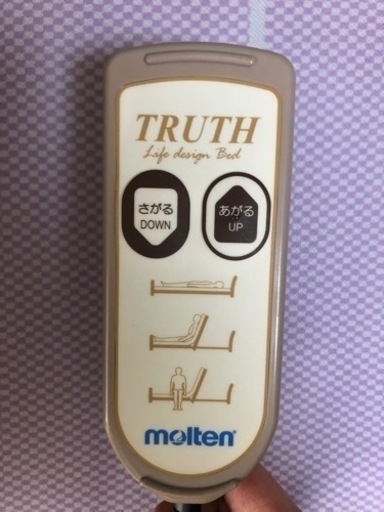 TRUTH
Life design Bed
さがる
DOWN
あがる
UP
molten